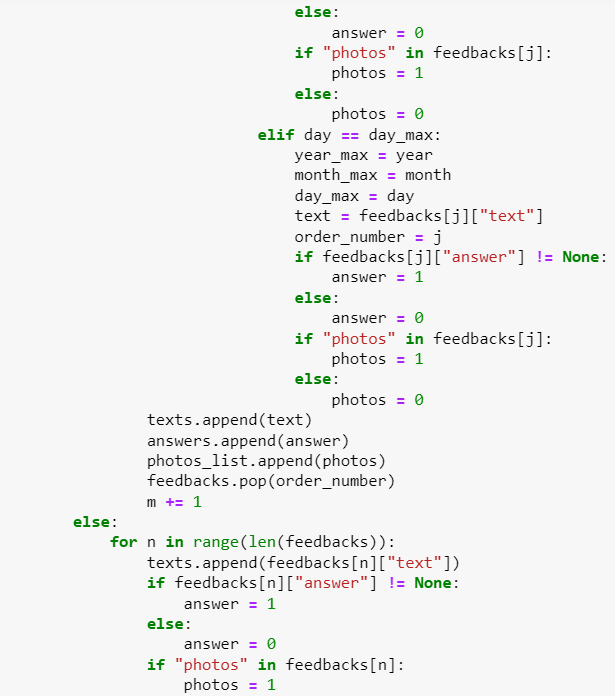 else:
                                    answer = 0
                                if "photos" in feedbacks[j]:
                                    photos = 1
                                else:
                                    photos = 0
                            elif day == day_max:
                                year_max = year
                                month_max = month
                                day_max = day
                                text = feedbacks[j]["text"]
                                order_number = j
                                if feedbacks[j]["answer"] != None:
                                    answer = 1
                                else:
                                    answer = 0
                                if "photos" in feedbacks[j]:
                                    photos = 1
                                else:
                                    photos = 0
                texts.append(text)
                answers.append(answer)
                photos_list.append(photos)
                feedbacks.pop(order_number)
                m += 1
        else:
            for n in range(len(feedbacks)):
                texts.append(feedbacks[n]["text"])
                if feedbacks[n]["answer"] != None:
                    answer = 1
                else:
                    answer = 0
                if "photos" in feedbacks[n]:
                    photos = 1